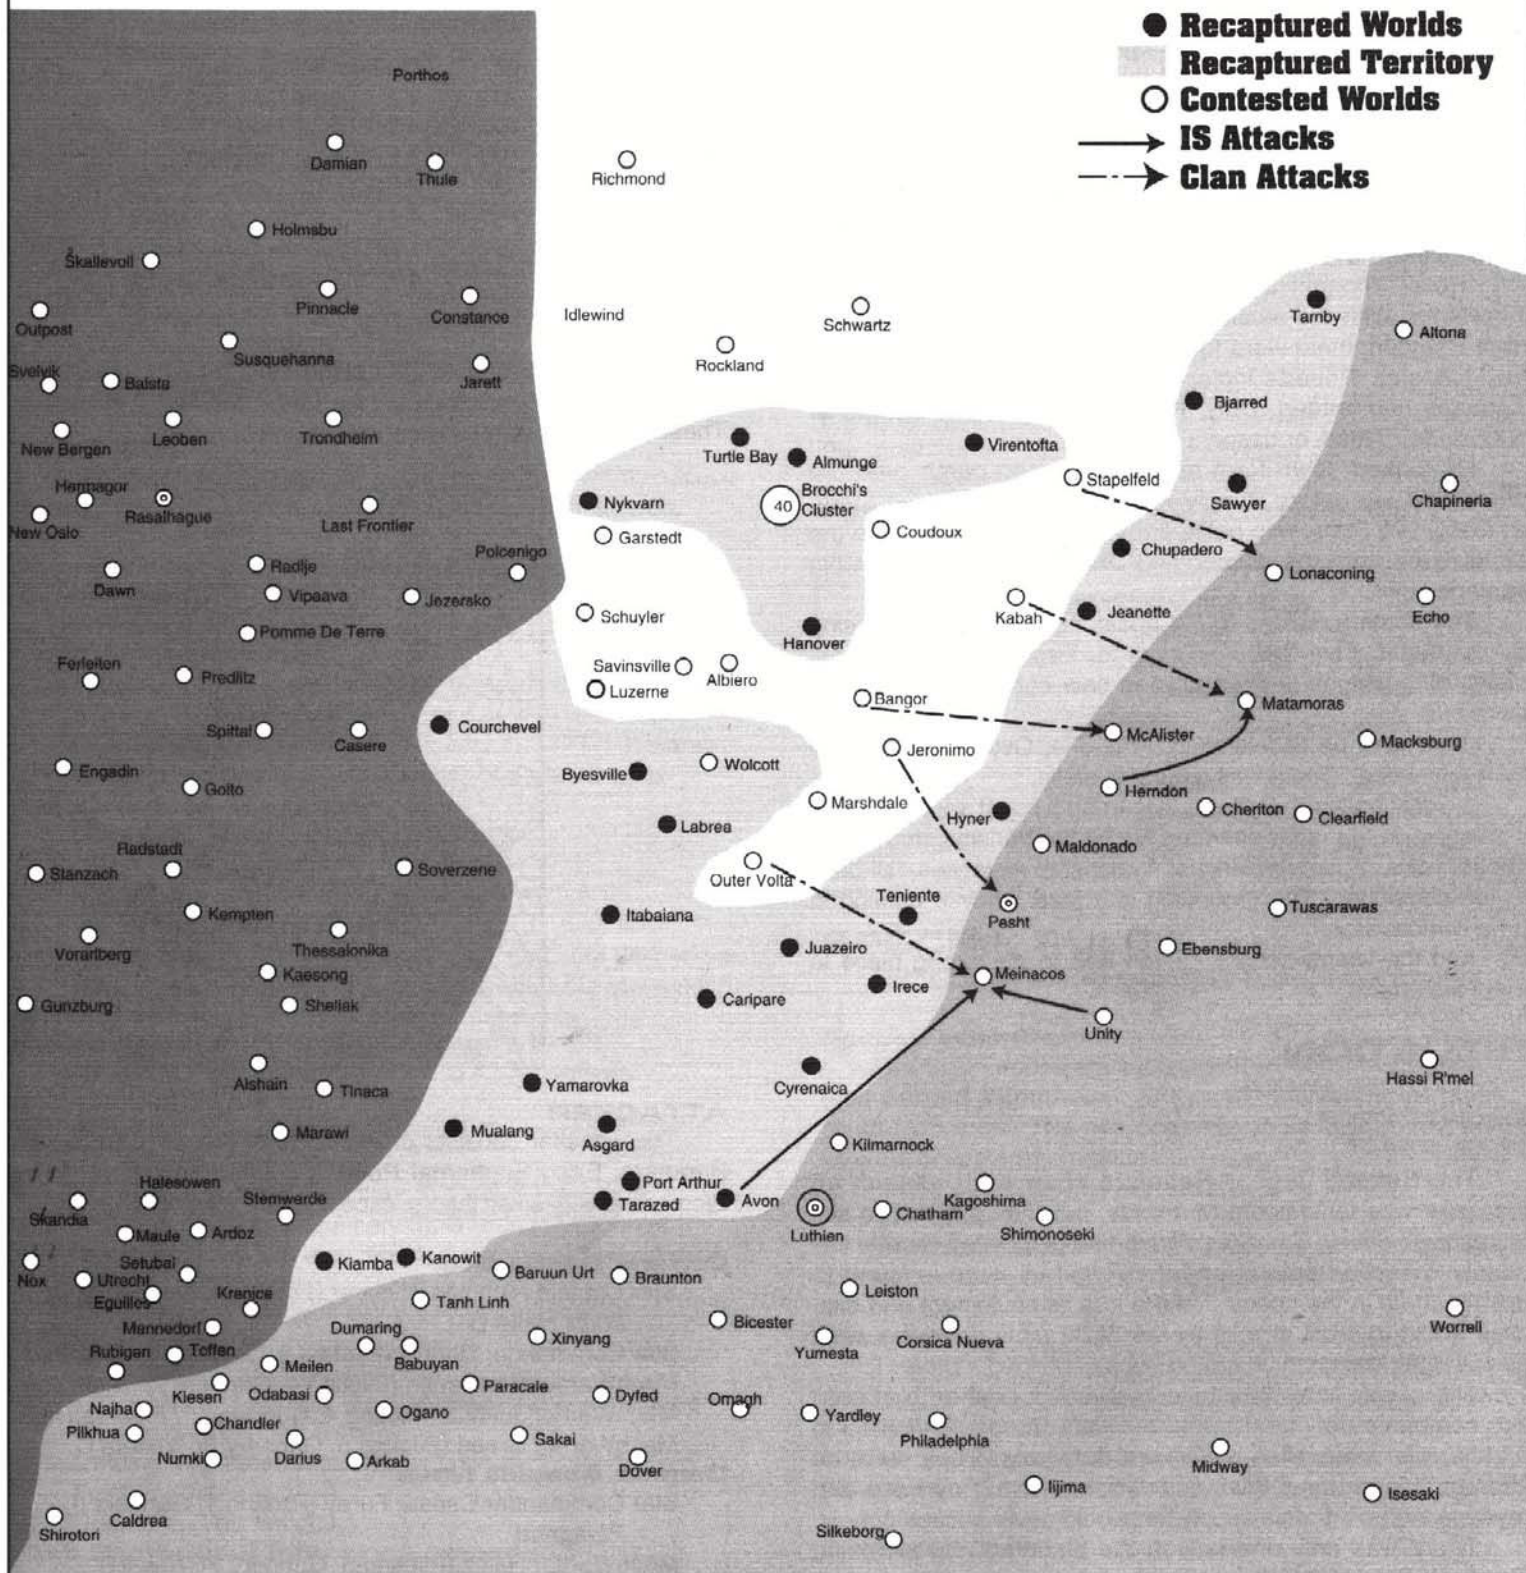 Recaptured Worlds
Recaptured Territory
Contested Worlds
IS Attacks
Clan Attacks
Porthos
Damian
Thule
Richmond
Holmsbu
Skallevoll
Pinnacle
Constance
Idlewind
Schwartz
Tarnby
Altona
Outpost
Susquehanna
Rockland
Svelvik
Balsta
Jarett
Bjarred
New Bergen
Leoben
Trondheim
Turtle Bay
Almunge
Virentofta
Stapelfeld
Hermagor
Rasalhague
Nykvarn
40
Brocchi's
Cluster
Sawyer
Chapineria
New Oslo
Last Frontier
Garstedt
Coudoux
Polcenigo
Chupadero
Dawn
Radlje
Lonaconing
Vipaava
Jezersko
Schuyler
Kabah
Jeanette
Echo
Pomme De Terre
Hanover
Ferleiten
Predlitz
Savinsville
Albiero
Luzerne
Bangor
Matamoras
Spittal
Casere
Courchevel
McAlister
Macksburg
Engadin
Goito
Byesville
Wolcott
Jeronimo
Marshdale
Herndon
Cheriton
Clearfield
Labrea
Hyner
Maldonado
Radstadt
Stanzach
Soverzene
Outer Volta
Kempten
Itabaiana
Teniente
Pesht
Tuscarawas
Vorarlberg
Thessalonika
Juazeiro
Ebensburg
Kaesong
Meinacos
Gunzburg
Sheliak
Caripare
Irece
Unity
Alshain
Tinaca
Yamarovka
Cyrenaica
Hassi R'mel
Marawi
Mualang
Asgard
Kilmarnock
Halesowen
Stemwerde
Port Arthur
Kagoshima
Skandia
Tarazed
Avon
Luthien
Chatham
Shimonoseki
Maule
Ardoz
Setubal
Kiamba
Kanowit
Baruun Urt
Braunton
Nox
Utrecht
Eguilles
Krenice
Tanh Linh
Leiston
Worrell
Mannedorf
Dumaring
Xinyang
Bicester
Yumesta
Corsica Nueva
Rubigen
Toffen
Meilen
Babuyan
Kiesen
Odabasi
Paracale
Dyfed
Omagh
Najha
Ogano
Yardley
Pilkhua
Chandler
Philadelphia
Numki
Darius
Arkab
Sakai
Dover
Midway
Caldrea
Iijima
Isesaki
Shirotori
Silkeborg